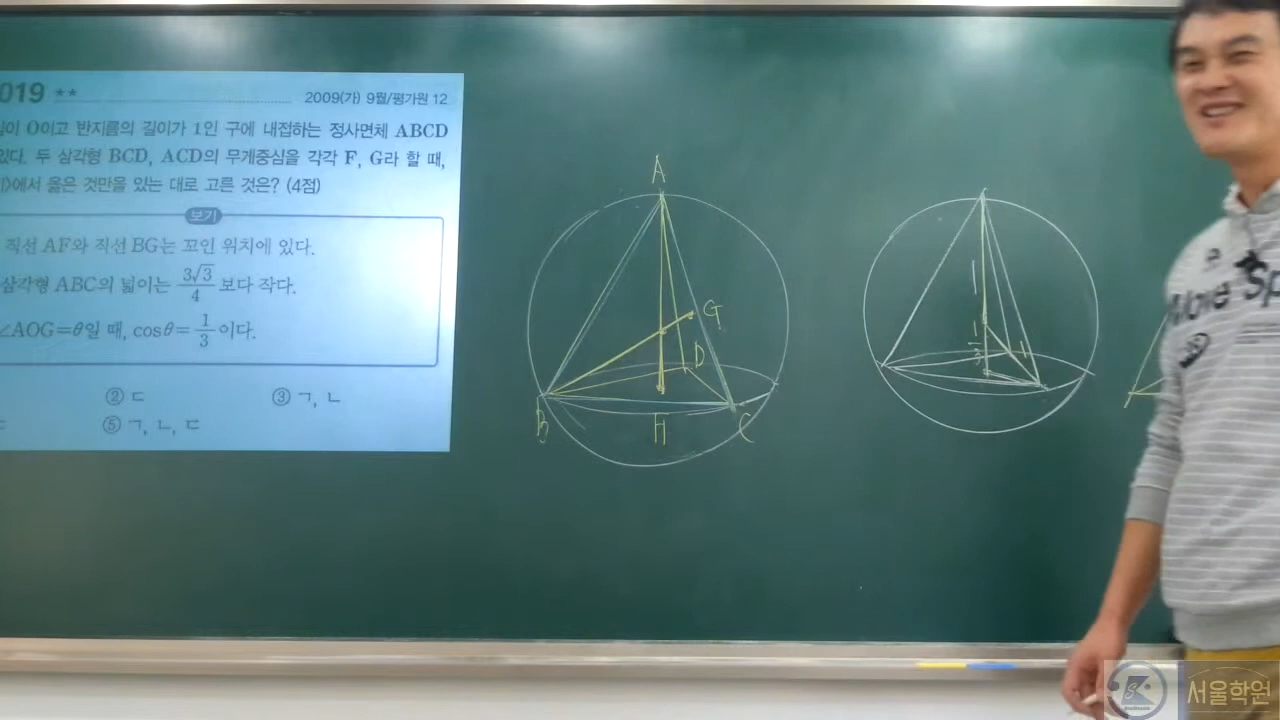 019 ★★ 2009(가) 9월/평가원 12
이 O이고 반지름의 길이가 1인 구에 내접하는 정사면체 ABCD
있다. 두 삼각형 BCD, ACD의 무게중심을 각각 F, G라 할 때,
에서 옳은 것만을 있는 대로 고른 것은? (4점)
보기
직선 AF와 직선 BG는 꼬인 위치에 있다.
삼각형 ABC의 넓이는 3√3/4 보다 작다.
∠AOG=θ일 때, cosθ=1/3 이다.
② ㄷ ③ ㄱ, ㄴ
ㄷ ⑤ ㄱ, ㄴ, ㄷ
A
G
D
B H C
1
1/3 1
서울학원